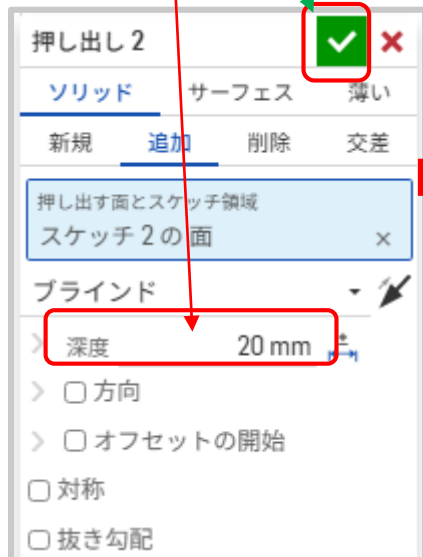 押し出し 2
ソリッド サーフェス 薄い
新規 追加 削除 交差
押し出す面とスケッチ領域
スケッチ 2 の 面
ブラインド
深度 20 mm
方向
オフセットの開始
対称
抜き勾配